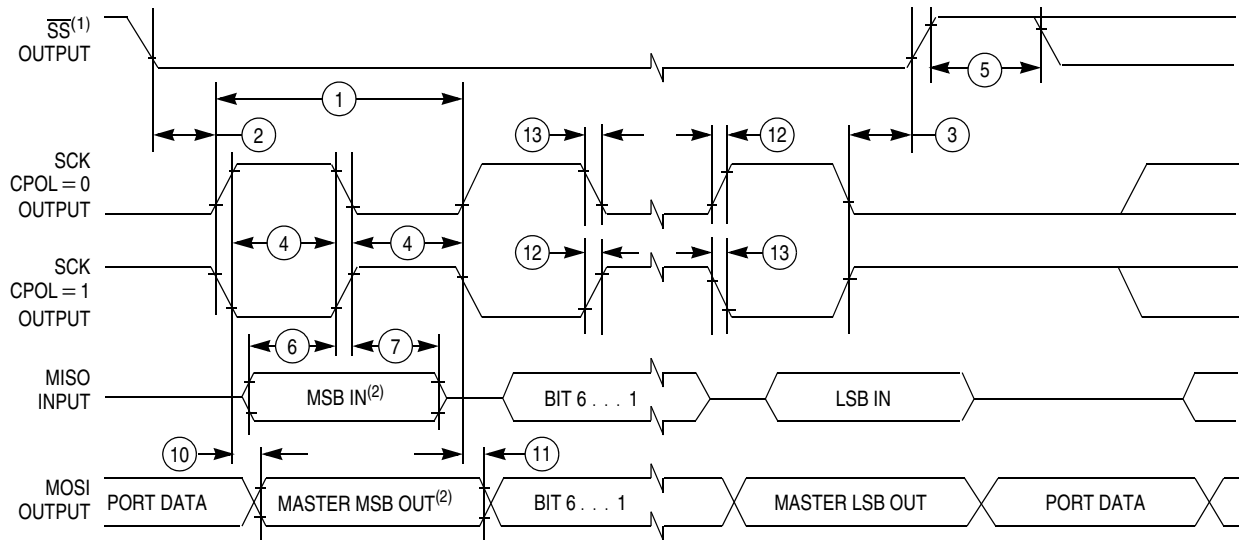 SS(1)
OUTPUT
5
1
2
13
12
3
SCK
CPOL = 0
OUTPUT
4
4
12
13
SCK
CPOL = 1
OUTPUT
6
7
MISO
INPUT
MSB IN(2)
BIT 6 . . . 1
LSB IN
10
11
MOSI
OUTPUT
PORT DATA
MASTER MSB OUT(2)
BIT 6 . . . 1
MASTER LSB OUT
PORT DATA